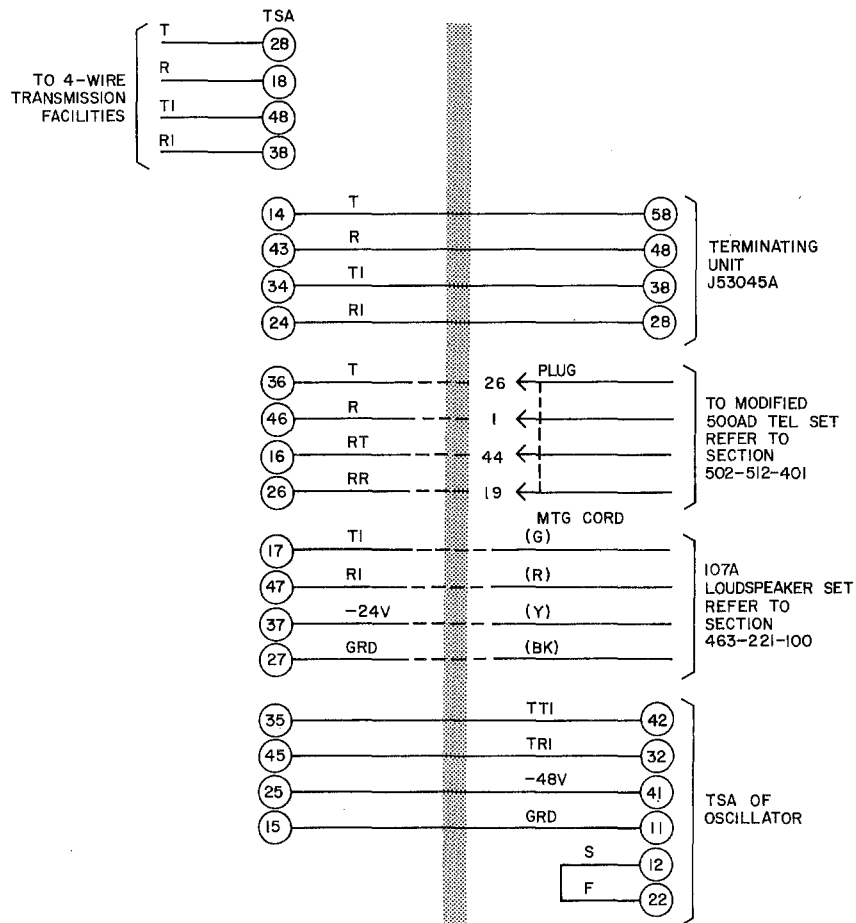 TSA
T 28
R 18
T1 48
R1 38
TO 4-WIRE
TRANSMISSION
FACILITIES
14 T 58
43 R 48
34 T1 38
24 R1 28
TERMINATING
UNIT
J53045A
36 T 26 PLUG
46 R 1
16 RT 44
26 RR 19
TO MODIFIED
500AD TEL SET
REFER TO
SECTION
502-512-401
MTG CORD
17 T1 (G)
47 R1 (R)
37 -24V (Y)
27 GRD (BK)
107A
LOUDSPEAKER SET
REFER TO
SECTION
463-221-100
35 TT1 42
45 TR1 32
25 -48V 41
15 GRD 11
S 12
F 22
TSA OF
OSCILLATOR